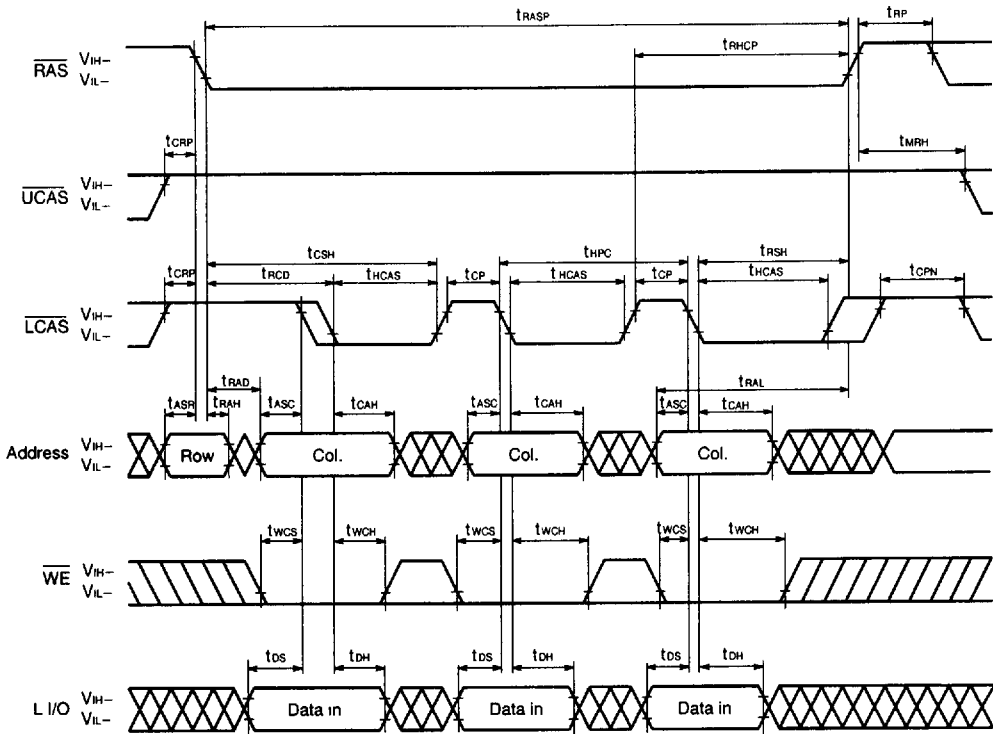 tRASP tRP
tRHCP
RAS VIH–
VIL–
tCRP tMRH
UCAS VIH–
VIL–
tCSH tHPC tRSH
tCRP tRCD tHCAS tCP tHCAS tCP tHCAS tCPN
LCAS VIH–
VIL–
tRAD tRAL
tASR tRAH tASC tCAH tASC tCAH tASC tCAH
Address VIH–
VIL–
Row Col. Col. Col.
tWCS tWCH tWCS tWCH tWCS tWCH
WE VIH–
VIL–
tDS tDH tDS tDH tDS tDH
L I/O VIH–
VIL–
Data in Data in Data in